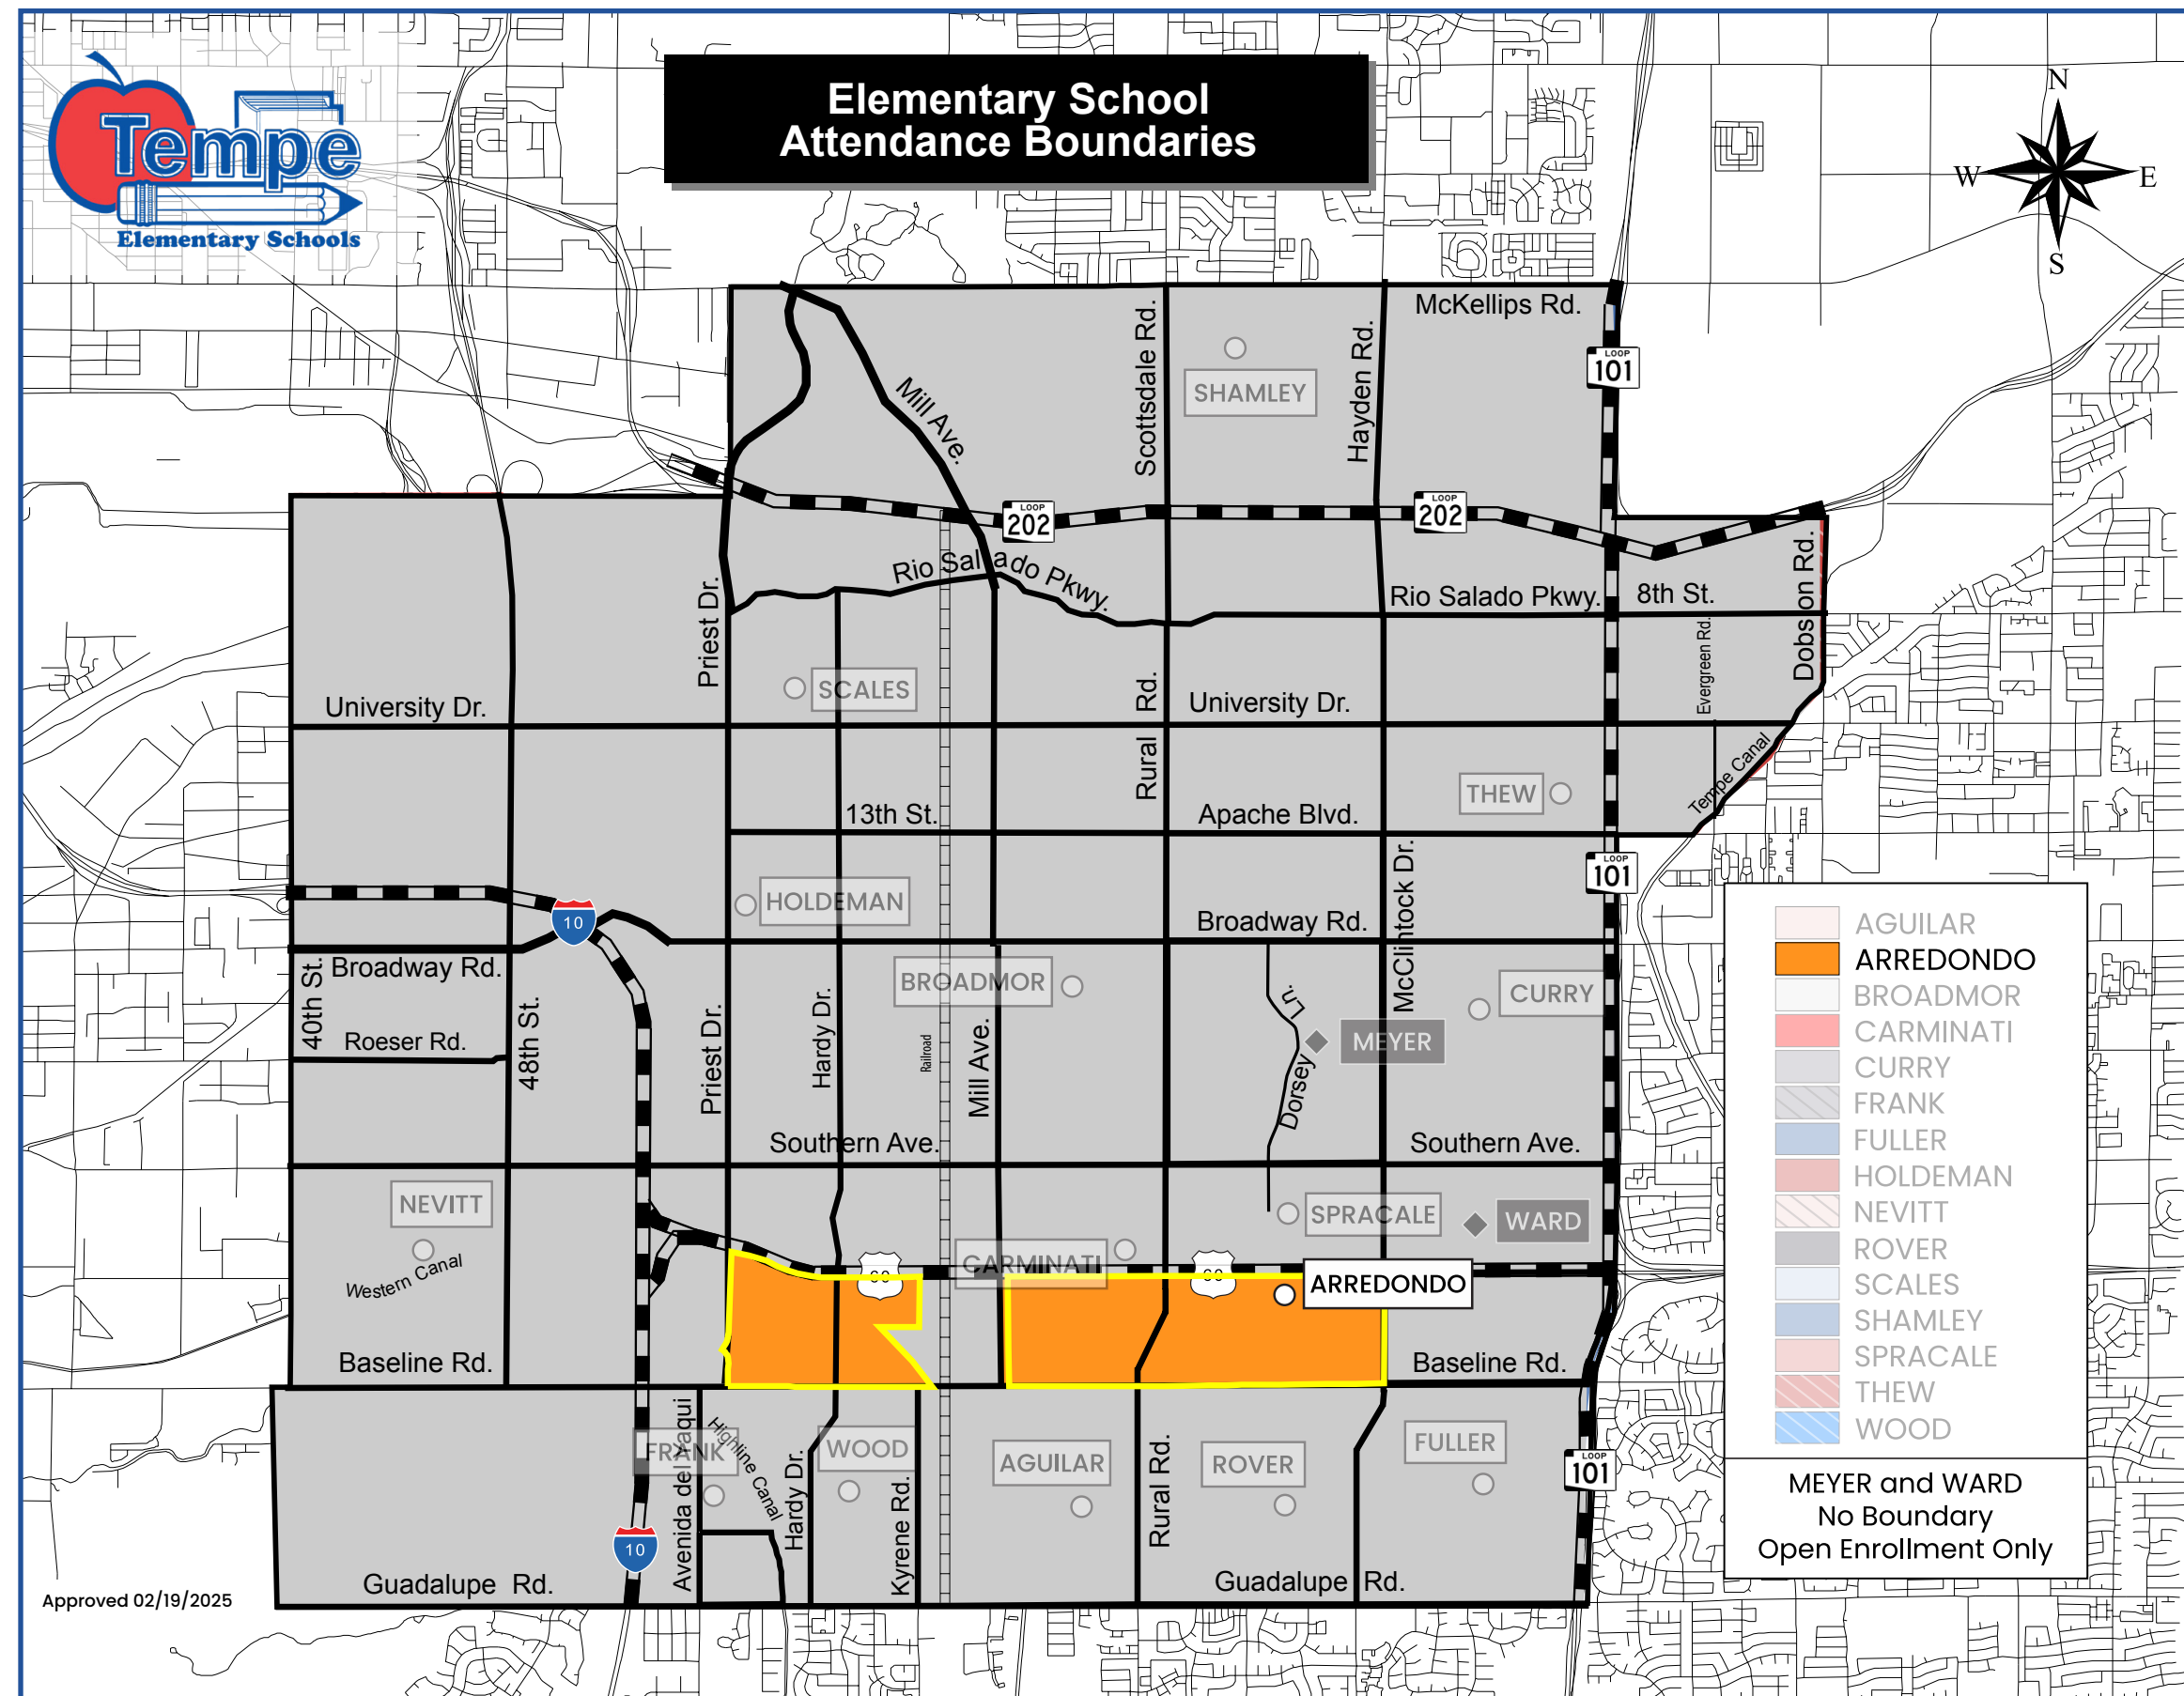 Elementary School
Attendance Boundaries
Tempe
Elementary Schools
N
W
E
S
McKellips Rd.
Scottsdale Rd.
Hayden Rd.
Mill Ave.
SHAMLEY
LOOP
101
LOOP
202
LOOP
202
Rio Salado Pkwy.
Rio Salado Pkwy.
8th St.
Dobson Rd.
Evergreen Rd.
Priest Dr.
SCALES
University Dr.
Rural Rd.
University Dr.
Tempe Canal
THEW
13th St.
Apache Blvd.
LOOP
101
HOLDEMAN
10
Broadway Rd.
McClintock Dr.
Broadway Rd.
40th St.
BROADMOR
CURRY
Roeser Rd.
48th St.
Priest Dr.
Hardy Dr.
Railroad
Mill Ave.
Dorsey Ln.
MEYER
Southern Ave.
Southern Ave.
NEVITT
SPRACALE
WARD
Western Canal
CARMINATI
60
60
ARREDONDO
Baseline Rd.
Baseline Rd.
Avenida del Yaqui
FRANK
Highline Canal
Hardy Dr.
WOOD
Kyrene Rd.
AGUILAR
Rural Rd.
ROVER
FULLER
LOOP
101
10
Guadalupe Rd.
Guadalupe Rd.
Approved 02/19/2025
AGUILAR
ARREDONDO
BROADMOR
CARMINATI
CURRY
FRANK
FULLER
HOLDEMAN
NEVITT
ROVER
SCALES
SHAMLEY
SPRACALE
THEW
WOOD
MEYER and WARD
No Boundary
Open Enrollment Only